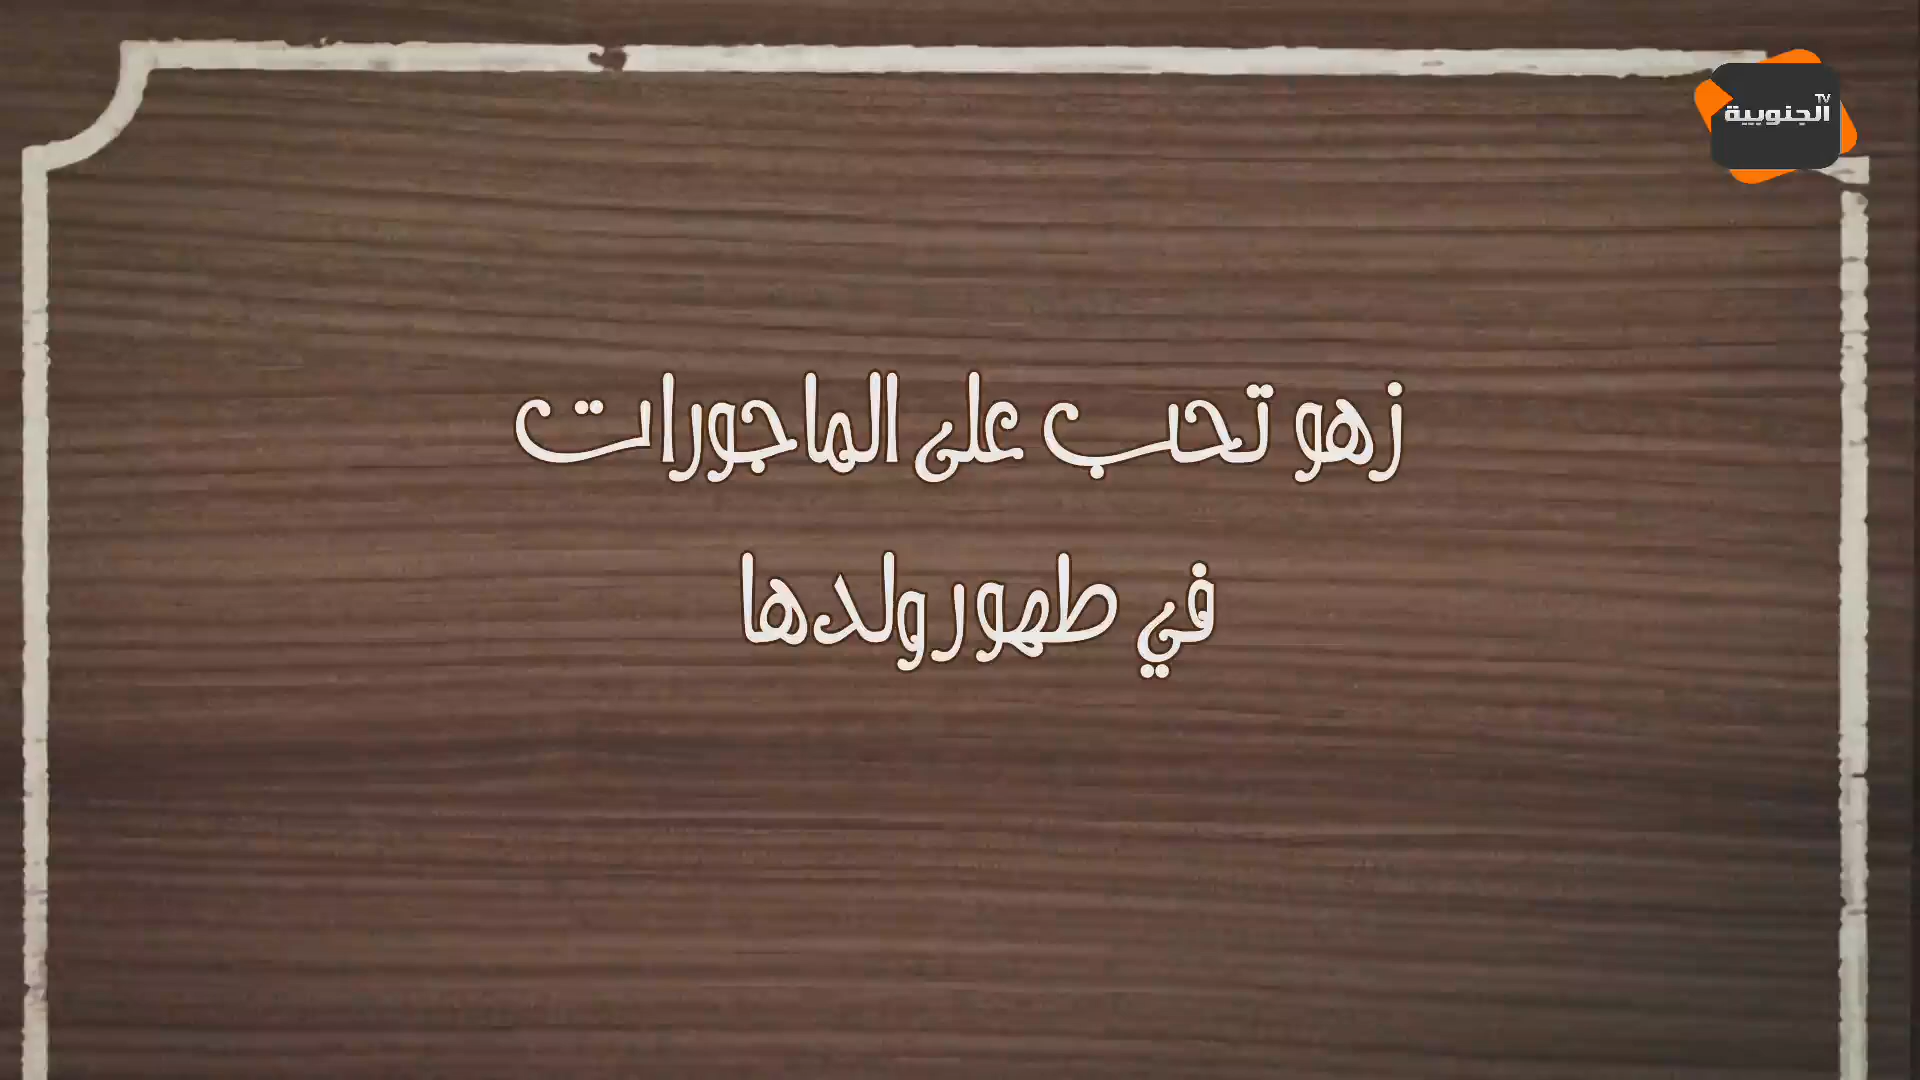 TV
الجنوبية
زهو تحب على الماجورات
في طهور ولدها